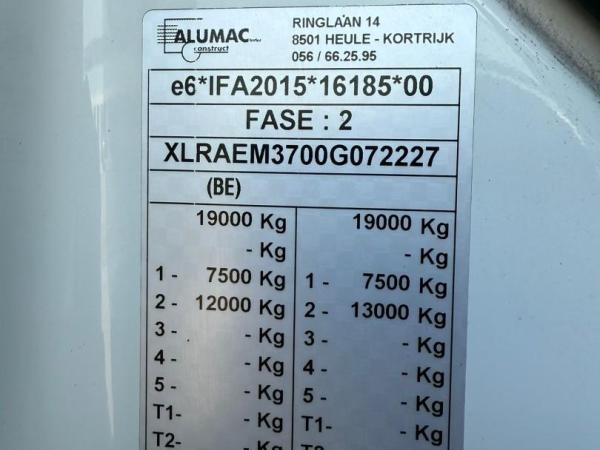 ALUMAC
construct
RINGLAAN 14
8501 HEULE - KORTRIJK
056 / 66.25.95
e6*IFA2015*16185*00
FASE : 2
XLRAEM3700G072227
(BE)
19000 Kg 19000 Kg
- Kg - Kg
1 - 7500 Kg 1 - 7500 Kg
2 - 12000 Kg 2 - 13000 Kg
3 - - Kg 3 - - Kg
4 - - Kg 4 - - Kg
5 - - Kg 5 - - Kg
T1- - Kg T1- - Kg
T2- - Kg - Kg